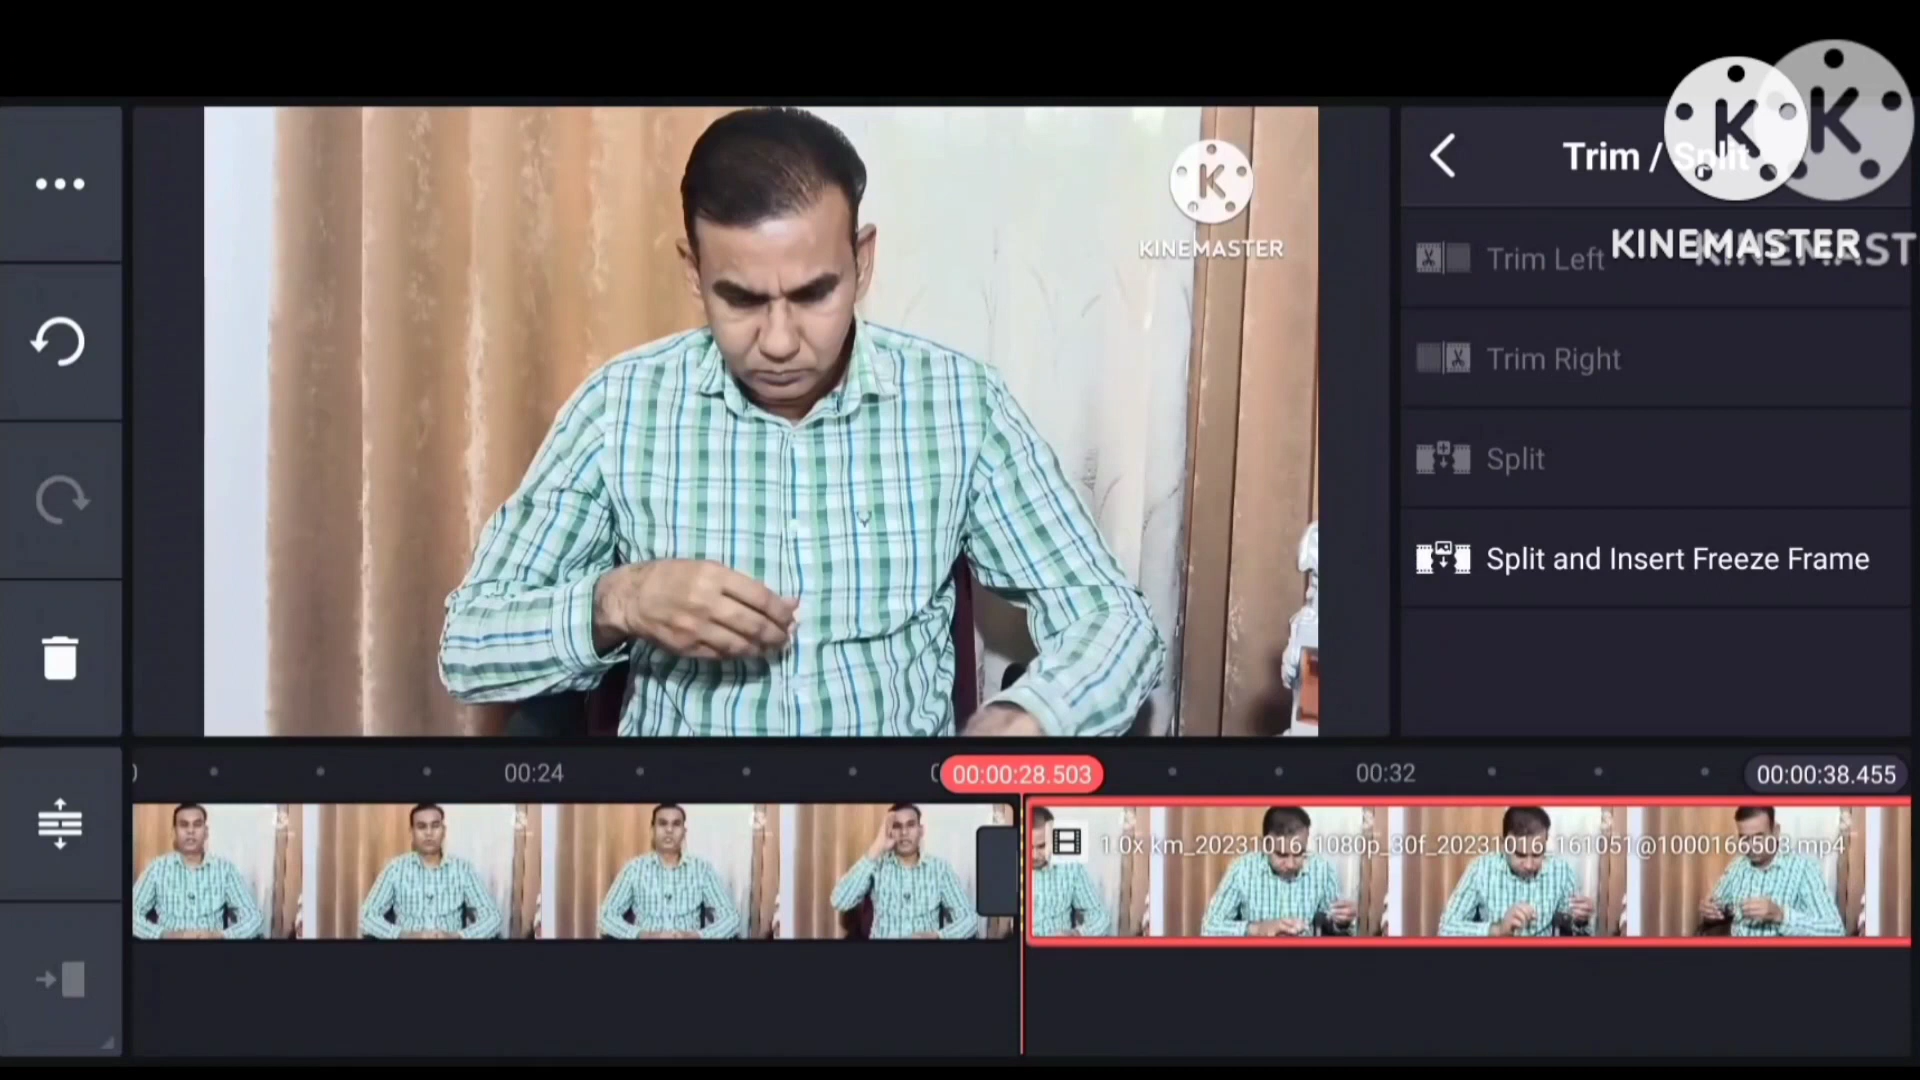 K
K
Trim / Split
K
KINEMASTER
KINEMASTER
KINEMAST
Trim Left
Trim Right
Split
Split and Insert Freeze Frame
00:24
00:00:28.503
00:32
00:00:38.455
1.0x km_20231016_1080p_30f_20231016_161051@1000166503.mp4